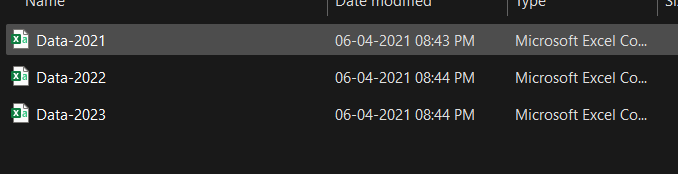 Name Date modified Type Si
Data-2021 06-04-2021 08:43 PM Microsoft Excel Co...
Data-2022 06-04-2021 08:44 PM Microsoft Excel Co...
Data-2023 06-04-2021 08:44 PM Microsoft Excel Co...